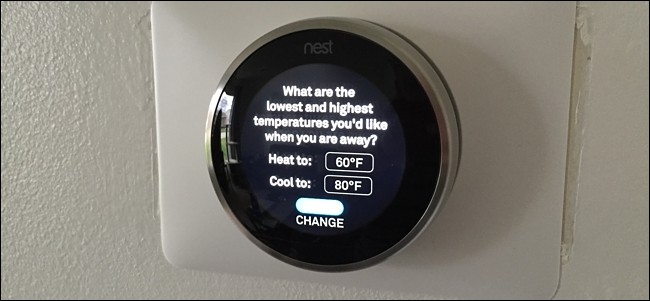 nest
What are the
lowest and highest
temperatures you'd like
when you are away?
Heat to: 60°F
Cool to: 80°F
CHANGE